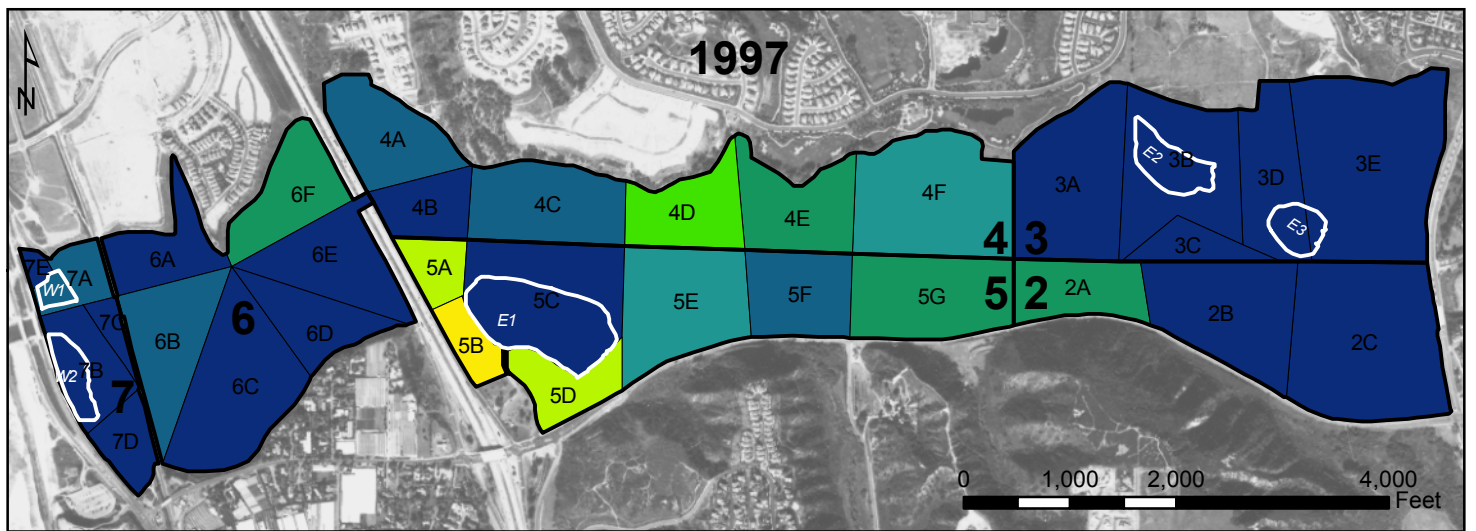 1997
N
4A
6F
E2
3B
3E
3A
3D
4B
4C
4D
4E
4F
E3
4
3
3C
6A
6E
7E
7A
W1
5A
5C
5E
5F
5G
5
2
2A
2B
7C
6B
6
6D
E1
5B
2C
W2
7B
7
6C
5D
7D
0
1,000
2,000
4,000
Feet